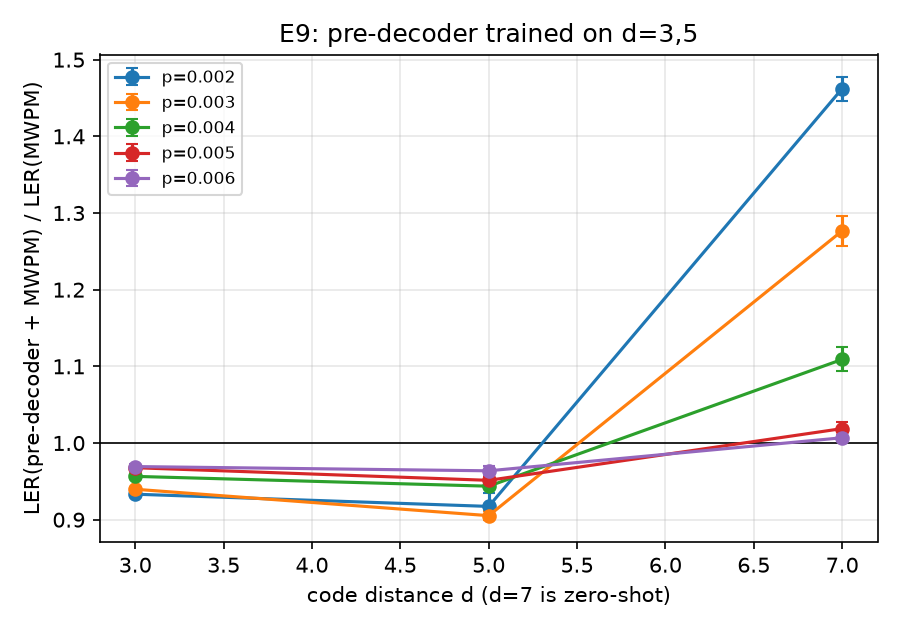 E9: pre-decoder trained on d=3,5
LER(pre-decoder + MWPM) / LER(MWPM)
1.5
1.4
1.3
1.2
1.1
1.0
0.9
p=0.002
p=0.003
p=0.004
p=0.005
p=0.006
3.0 3.5 4.0 4.5 5.0 5.5 6.0 6.5 7.0
code distance d (d=7 is zero-shot)